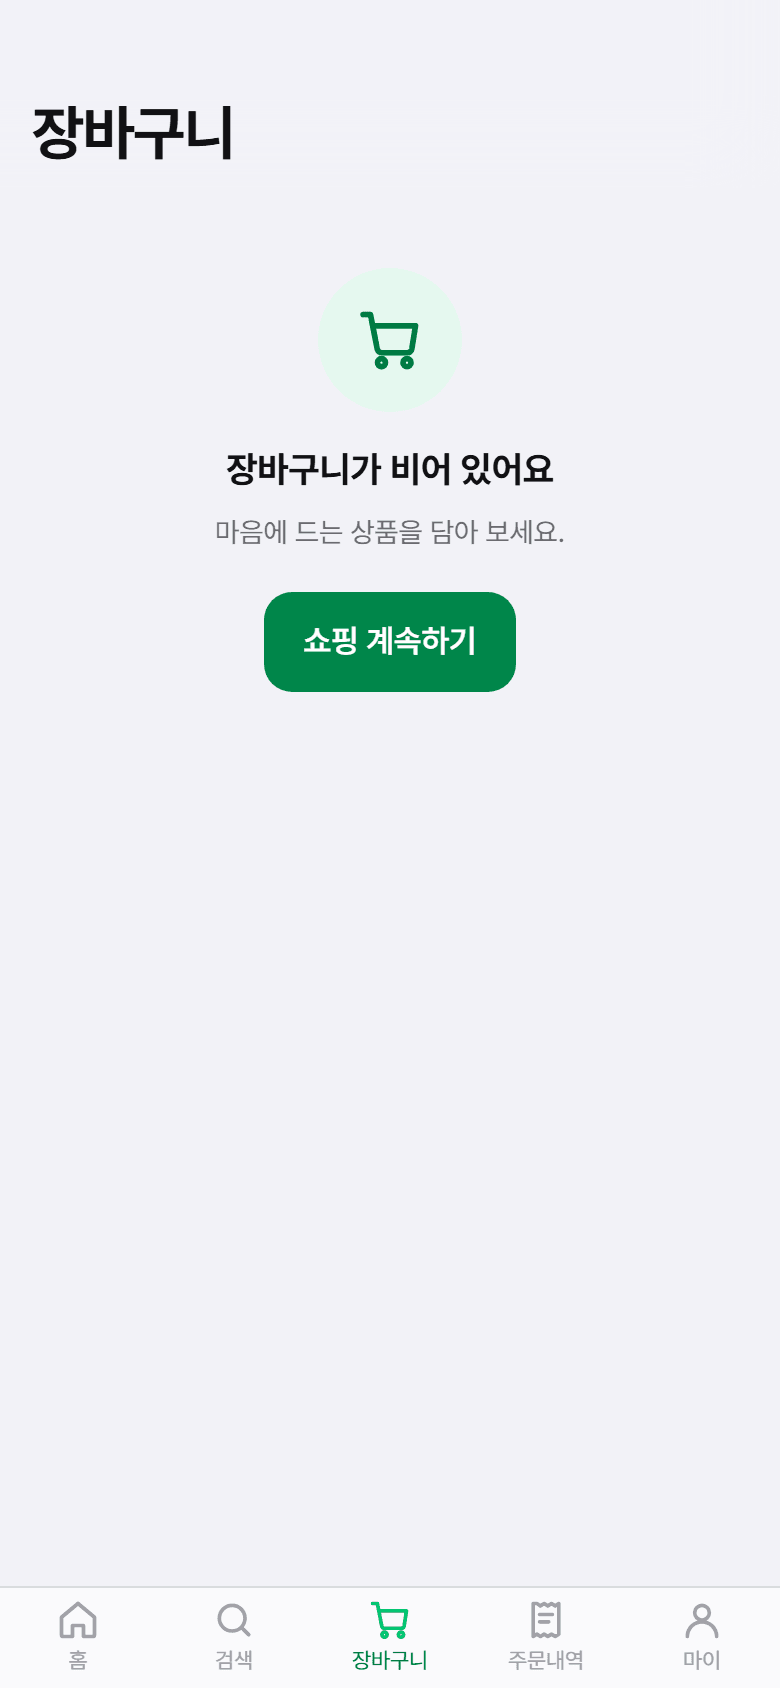 장바구니
장바구니가 비어 있어요
마음에 드는 상품을 담아 보세요.
쇼핑 계속하기
홈
검색
장바구니
주문내역
마이